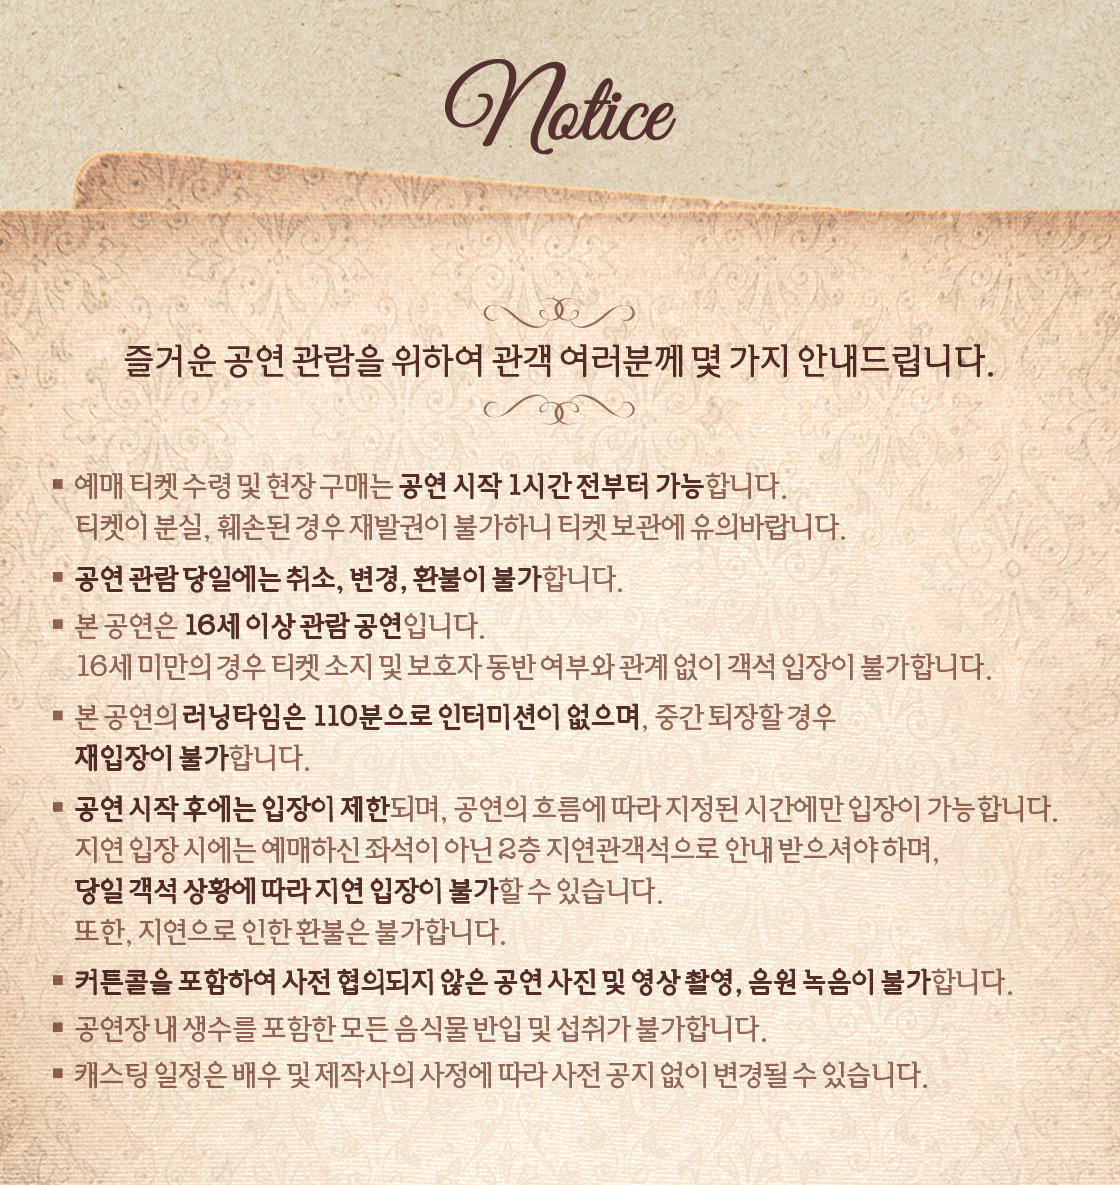 Notice
즐거운 공연 관람을 위하여 관객 여러분께 몇 가지 안내드립니다.
▪ 예매 티켓 수령 및 현장 구매는 공연 시작 1시간 전부터 가능합니다.
티켓이 분실, 훼손된 경우 재발권이 불가하니 티켓 보관에 유의바랍니다.
▪ 공연 관람 당일에는 취소, 변경, 환불이 불가합니다.
▪ 본 공연은 16세 이상 관람 공연입니다.
16세 미만의 경우 티켓 소지 및 보호자 동반 여부와 관계 없이 객석 입장이 불가합니다.
▪ 본 공연의 러닝타임은 110분으로 인터미션이 없으며, 중간 퇴장할 경우
재입장이 불가합니다.
▪ 공연 시작 후에는 입장이 제한되며, 공연의 흐름에 따라 지정된 시간에만 입장이 가능합니다.
지연 입장 시에는 예매하신 좌석이 아닌 2층 지연관객석으로 안내 받으셔야 하며,
당일 객석 상황에 따라 지연 입장이 불가할 수 있습니다.
또한, 지연으로 인한 환불은 불가합니다.
▪ 커튼콜을 포함하여 사전 협의되지 않은 공연 사진 및 영상 촬영, 음원 녹음이 불가합니다.
▪ 공연장 내 생수를 포함한 모든 음식물 반입 및 섭취가 불가합니다.
▪ 캐스팅 일정은 배우 및 제작사의 사정에 따라 사전 공지 없이 변경될 수 있습니다.